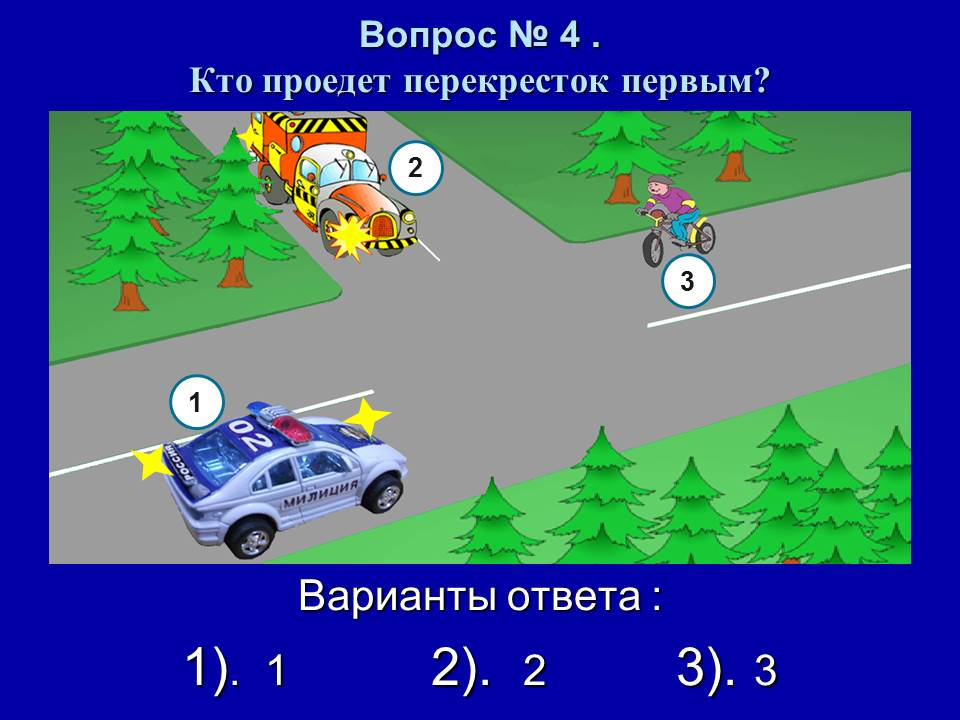 Вопрос № 4 .
Кто проедет перекресток первым?
2
3
1
02
РОССИЯ
МИЛИЦИЯ
Варианты ответа :
1). 1 2). 2 3). 3